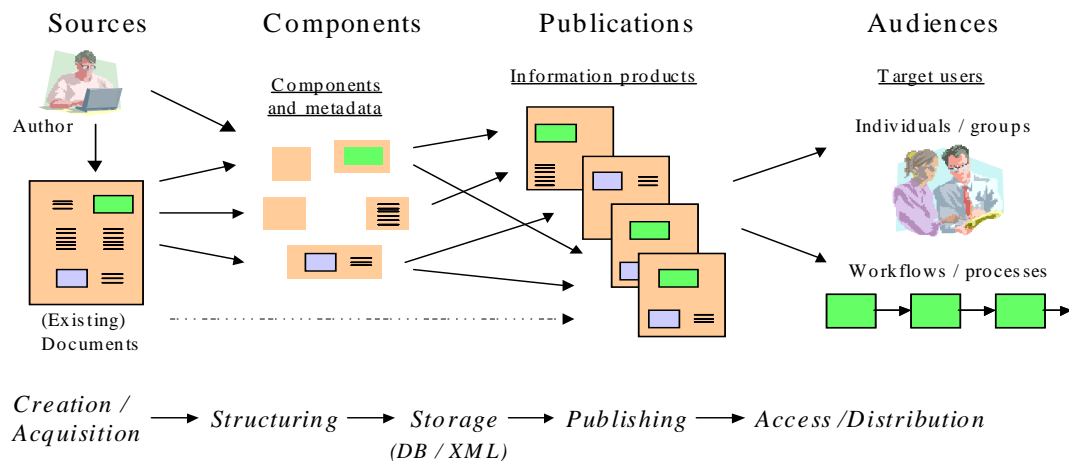 Sources
Components
Publications
Audiences
Author
(Existing)
Documents
Components
and metadata
Information products
Target users
Individuals / groups
Workflows / processes
Creation /
Acquisition
Structuring
Storage
(DB / XML)
Publishing
Access /Distribution